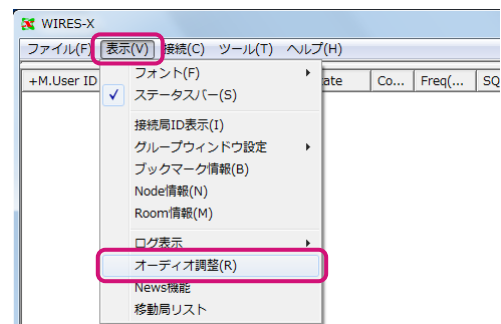 WIRES-X
ファイル(F) 表示(V) 接続(C) ツール(T) ヘルプ(H)
+M.User ID ate Co... Freq(... SQ
フォント(F)
ステータスバー(S)
接続局ID表示(I)
グループウィンドウ設定
ブックマーク情報(B)
Node情報(N)
Room情報(M)
ログ表示
オーディオ調整(R)
News機能
移動局リスト